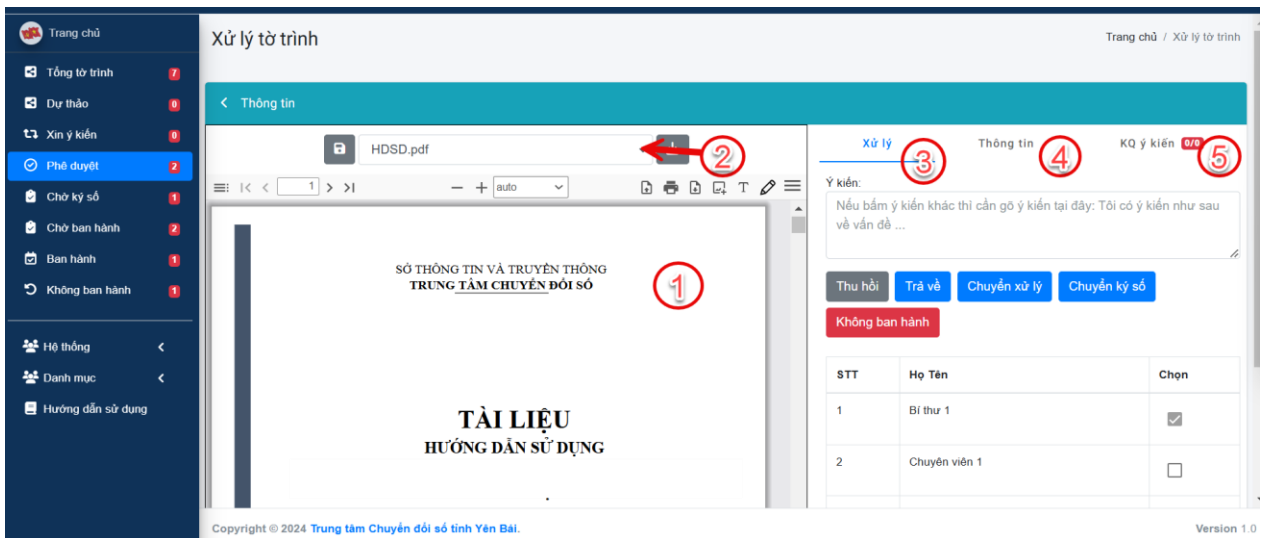 Trang chủ
Tổng tờ trình 7
Dự thảo 0
Xin ý kiến 0
Phê duyệt 2
Chờ ký số 1
Chờ ban hành 2
Ban hành 1
Không ban hành 1
Hệ thống
Danh mục
Hướng dẫn sử dụng
Xử lý tờ trình
Trang chủ / Xử lý tờ trình
Thông tin
HDSD.pdf
2
1
auto
SỞ THÔNG TIN VÀ TRUYỀN THÔNG
TRUNG TÂM CHUYỂN ĐỔI SỐ
1
TÀI LIỆU
HƯỚNG DẪN SỬ DỤNG
Xử lý 3
Thông tin 4
KQ ý kiến 0/0 5
Ý kiến:
Nếu bấm ý kiến khác thì cần gõ ý kiến tại đây: Tôi có ý kiến như sau
về vấn đề ...
Thu hồi Trả về Chuyển xử lý Chuyển ký số
Không ban hành
STT Họ Tên Chọn
1 Bí thư 1
2 Chuyên viên 1
Copyright © 2024 Trung tâm Chuyển đổi số tỉnh Yên Bái.
Version 1.0